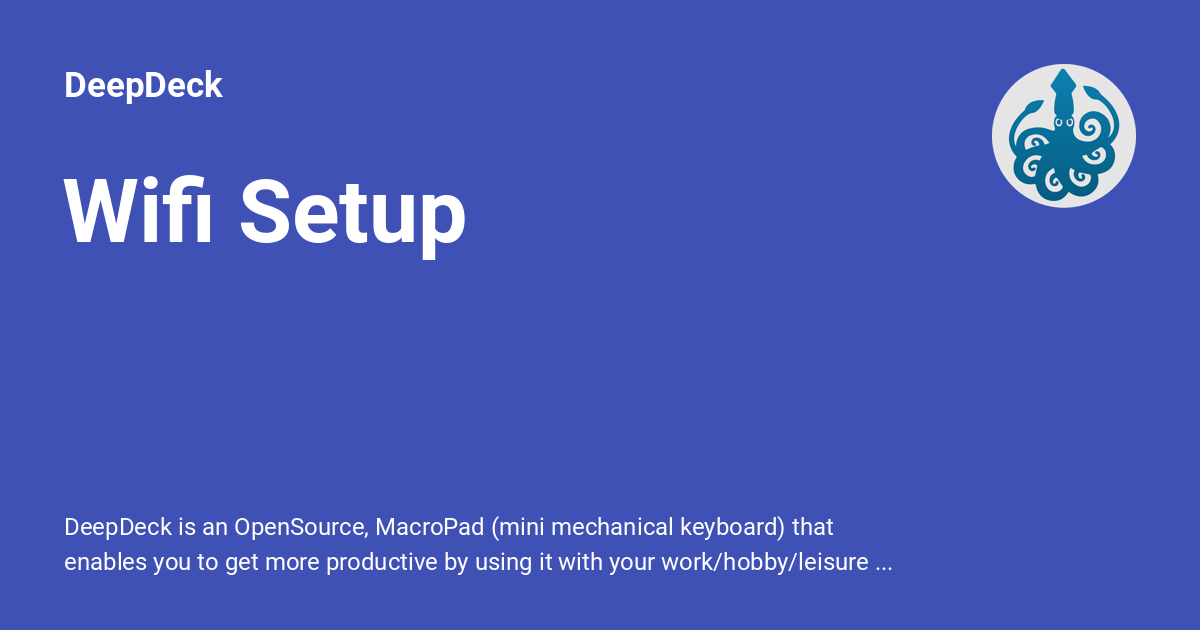 DeepDeck
Wifi Setup
DeepDeck is an OpenSource, MacroPad (mini mechanical keyboard) that
enables you to get more productive by using it with your work/hobby/leisure ...